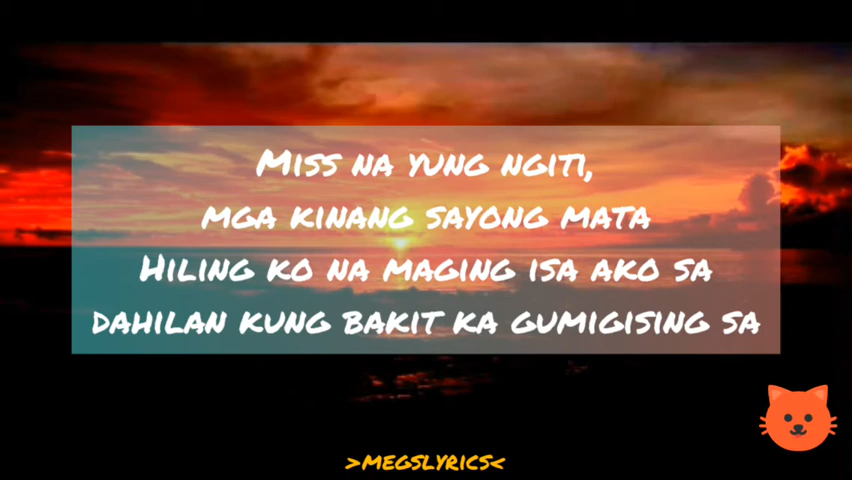 Miss na yung ngiti,
mga kinang sayong mata
Hiling ko na maging isa ako sa
dahilan kung bakit ka gumigising sa
>megslyrics<